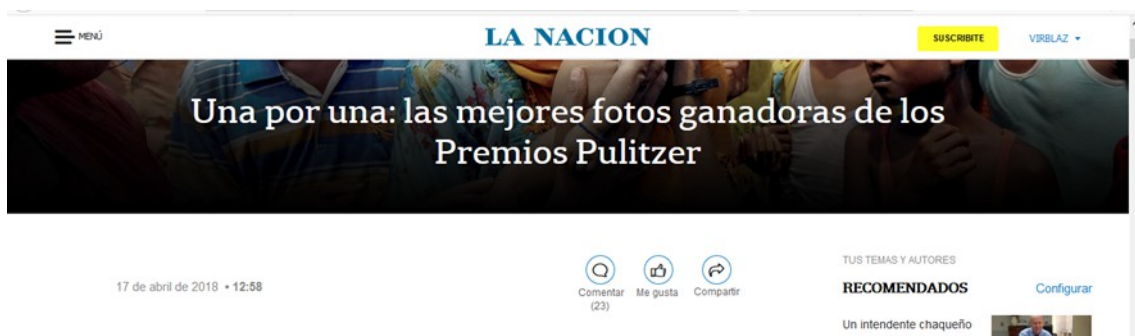 MENÚ
LA NACION
SUSCRIBITE
VIRBLAZ
Una por una: las mejores fotos ganadoras de los
Premios Pulitzer
17 de abril de 2018 • 12:58
Comentar
(23)
Me gusta
Compartir
TUS TEMAS Y AUTORES
RECOMENDADOS
Configurar
Un intendente chaqueño